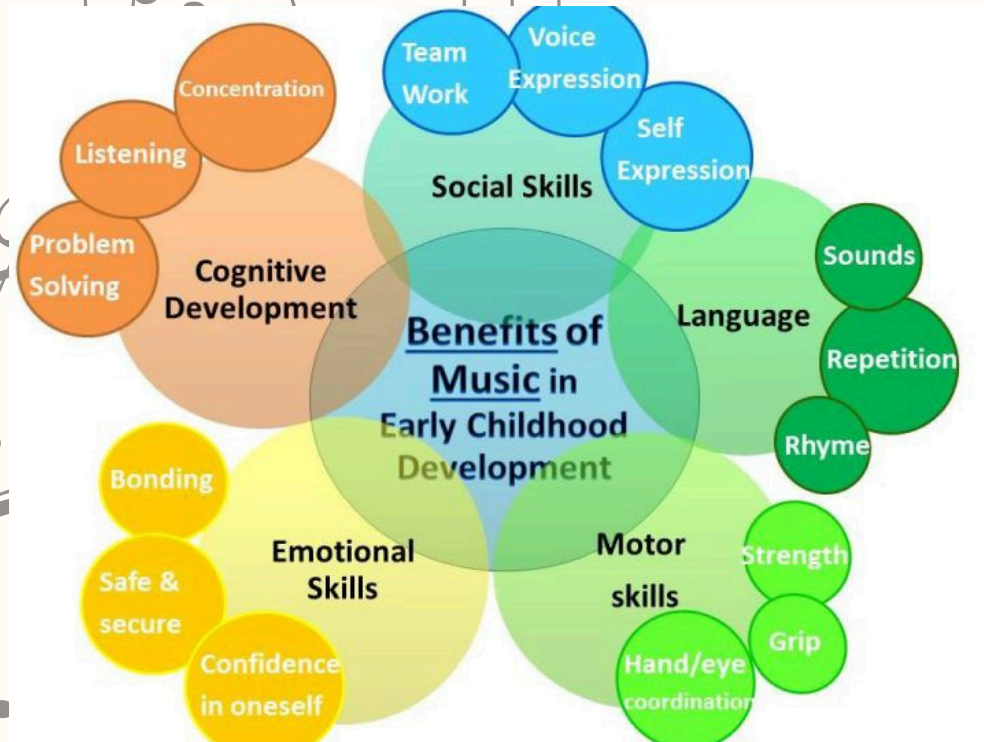 Team
Work
Voice
Expression
Self
Expression
Social Skills
Concentration
Listening
Problem
Solving
Cognitive
Development
Sounds
Repetition
Rhyme
Language
Benefits of
Music in
Early Childhood
Development
Bonding
Safe &
secure
Confidence
in oneself
Emotional
Skills
Motor
skills
Strength
Grip
Hand/eye
coordination